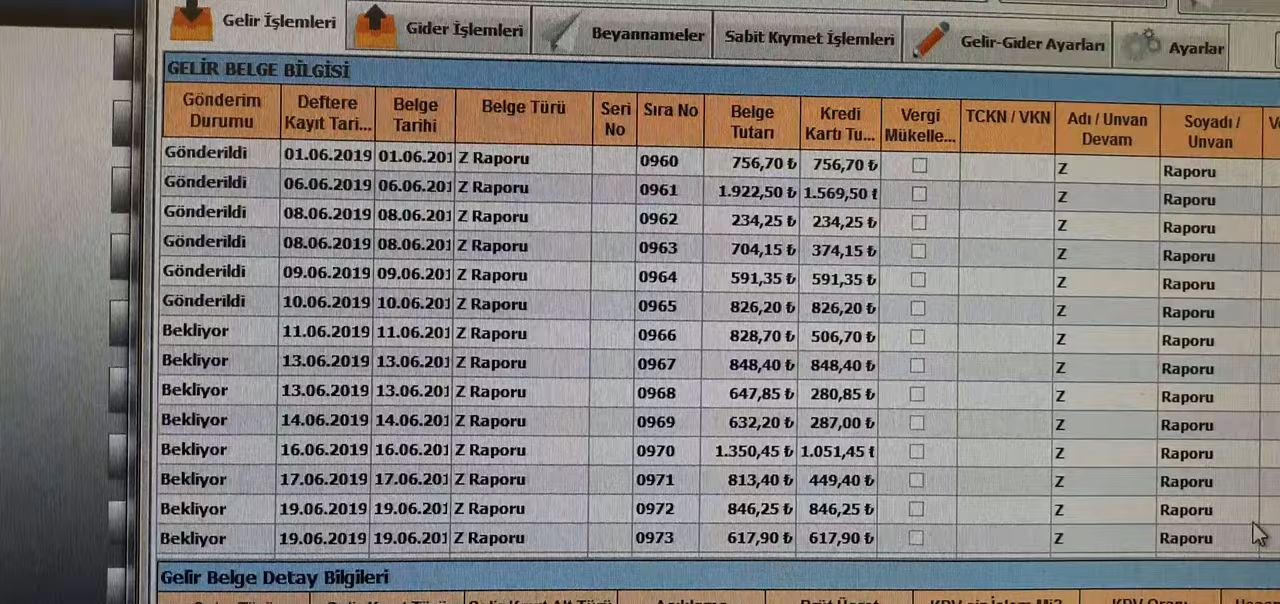 Gelir İşlemleri Gider İşlemleri Beyannameler Sabit Kıymet İşlemleri Gelir-Gider Ayarları Ayarlar
GELİR BELGE BİLGİSİ
Gönderim Durumu Deftere Kayıt Tari... Belge Tarihi Belge Türü Seri No Sıra No Belge Tutarı Kredi Kartı Tu... Vergi Mükelle... TCKN / VKN Adı / Unvan Devam Soyadı / Unvan
Gönderildi 01.06.2019 01.06.201 Z Raporu 0960 756,70 ₺ 756,70 ₺ Z Raporu
Gönderildi 06.06.2019 06.06.201 Z Raporu 0961 1.922,50 ₺ 1.569,50 ₺ Z Raporu
Gönderildi 08.06.2019 08.06.201 Z Raporu 0962 234,25 ₺ 234,25 ₺ Z Raporu
Gönderildi 08.06.2019 08.06.201 Z Raporu 0963 704,15 ₺ 374,15 ₺ Z Raporu
Gönderildi 09.06.2019 09.06.201 Z Raporu 0964 591,35 ₺ 591,35 ₺ Z Raporu
Gönderildi 10.06.2019 10.06.201 Z Raporu 0965 826,20 ₺ 826,20 ₺ Z Raporu
Bekliyor 11.06.2019 11.06.201 Z Raporu 0966 828,70 ₺ 506,70 ₺ Z Raporu
Bekliyor 13.06.2019 13.06.201 Z Raporu 0967 848,40 ₺ 848,40 ₺ Z Raporu
Bekliyor 13.06.2019 13.06.201 Z Raporu 0968 647,85 ₺ 280,85 ₺ Z Raporu
Bekliyor 14.06.2019 14.06.201 Z Raporu 0969 632,20 ₺ 287,00 ₺ Z Raporu
Bekliyor 16.06.2019 16.06.201 Z Raporu 0970 1.350,45 ₺ 1.051,45 ₺ Z Raporu
Bekliyor 17.06.2019 17.06.201 Z Raporu 0971 813,40 ₺ 449,40 ₺ Z Raporu
Bekliyor 19.06.2019 19.06.201 Z Raporu 0972 846,25 ₺ 846,25 ₺ Z Raporu
Bekliyor 19.06.2019 19.06.201 Z Raporu 0973 617,90 ₺ 617,90 ₺ Z Raporu
Gelir Belge Detay Bilgileri